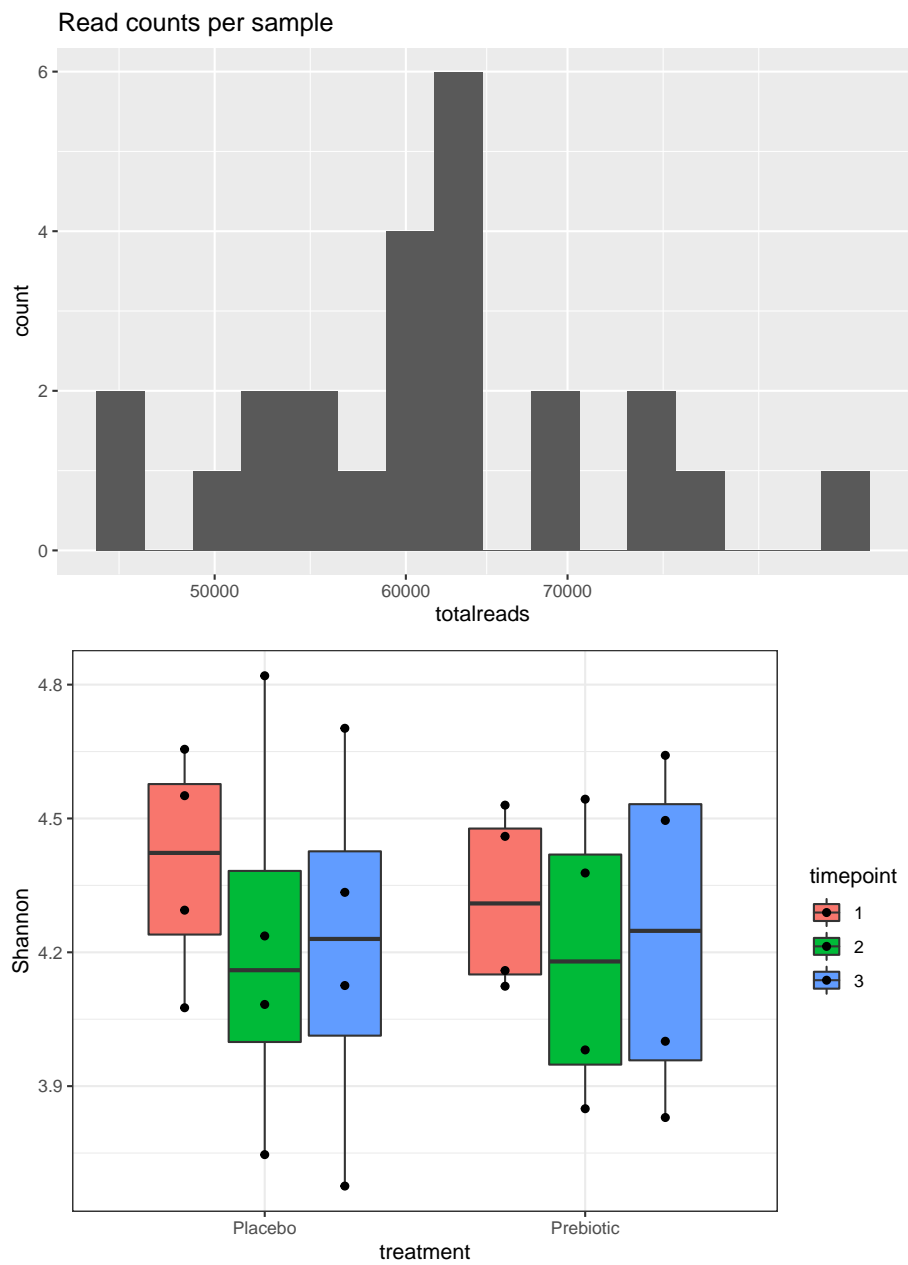 Read counts per sample
6
4
2
0
count
50000 60000 70000
totalreads
4.8
4.5
4.2
3.9
Shannon
Placebo Prebiotic
treatment
timepoint
1
2
3